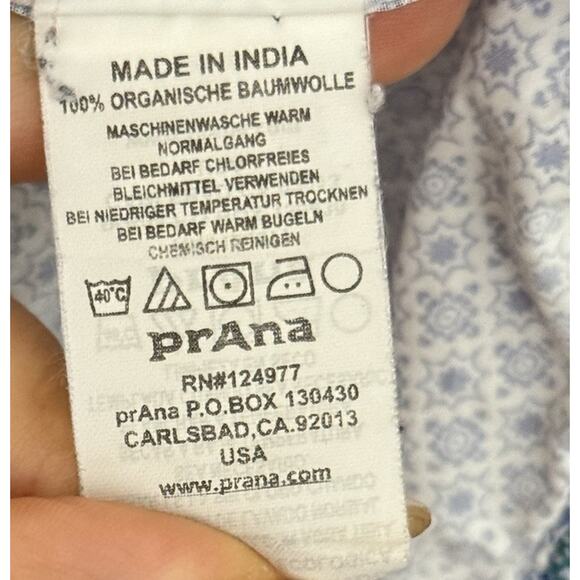 MADE IN INDIA
100% ORGANISCHE BAUMWOLLE
MASCHINENWASCHE WARM
NORMALGANG
BEI BEDARF CHLORFREIES
BLEICHMITTEL VERWENDEN
BEI NIEDRIGER TEMPERATUR TROCKNEN
BEI BEDARF WARM BUGELN
CHEMISCH REINIGEN
40°C
prAna
RN#124977
prAna P.O.BOX 130430
CARLSBAD,CA.92013
USA
www.prana.com